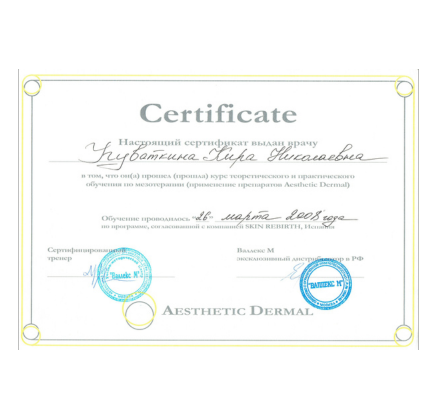 Certificate
Настоящий сертификат выдан врачу
Кира Николаевна
в том, что он(а) прошел (прошла) курс теоретического и практического
обучения по мезотерапии (применение препаратов Aesthetic Dermal)
Обучение проводилось "26" марта 2008 года
по программе, согласованной с компанией SKIN REBIRTH, Испания
Сертифицированный Валлекс М
тренер эксклюзивный дистрибьютор в РФ
"Валлекс М"
"ВАЛЛЕКС М"
AESTHETIC DERMAL